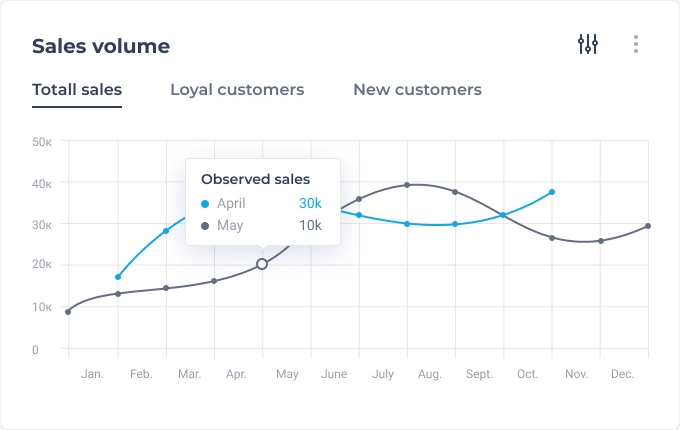 Sales volume
Totall sales
Loyal customers
New customers
50к
40к
30к
20к
10к
0
Observed sales
April 30k
May 10k
Jan. Feb. Mar. Apr. May June July Aug. Sept. Oct. Nov. Dec.